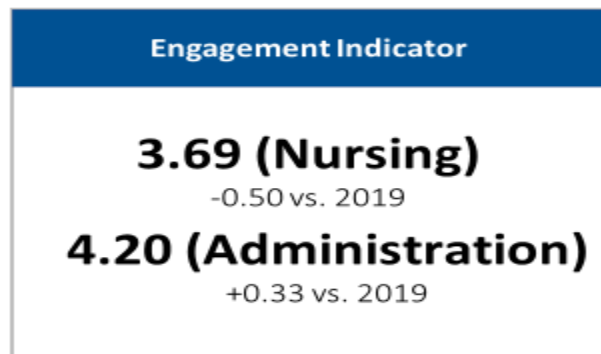 Engagement Indicator
3.69 (Nursing)
-0.50 vs. 2019
4.20 (Administration)
+0.33 vs. 2019